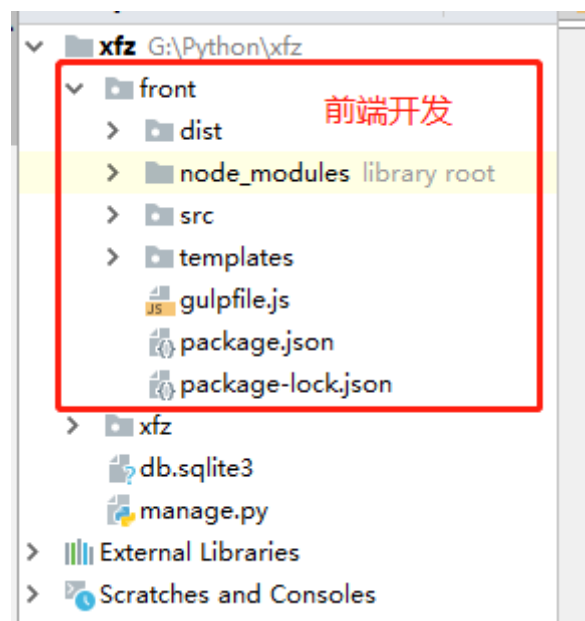 xfz G:\Python\xfz
front
前端开发
dist
node_modules library root
src
templates
gulpfile.js
package.json
package-lock.json
xfz
db.sqlite3
manage.py
External Libraries
Scratches and Consoles